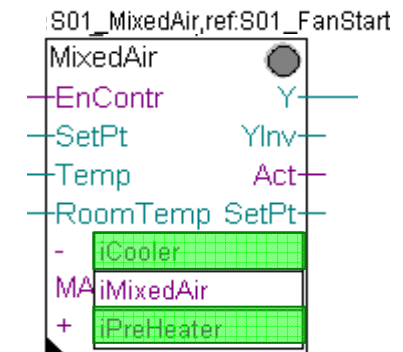 S01_MixedAir,ref:S01_FanStart
MixedAir
EnContr Y
SetPt YInv
Temp Act
RoomTemp SetPt
- iCooler
MA iMixedAir
+ iPreHeater